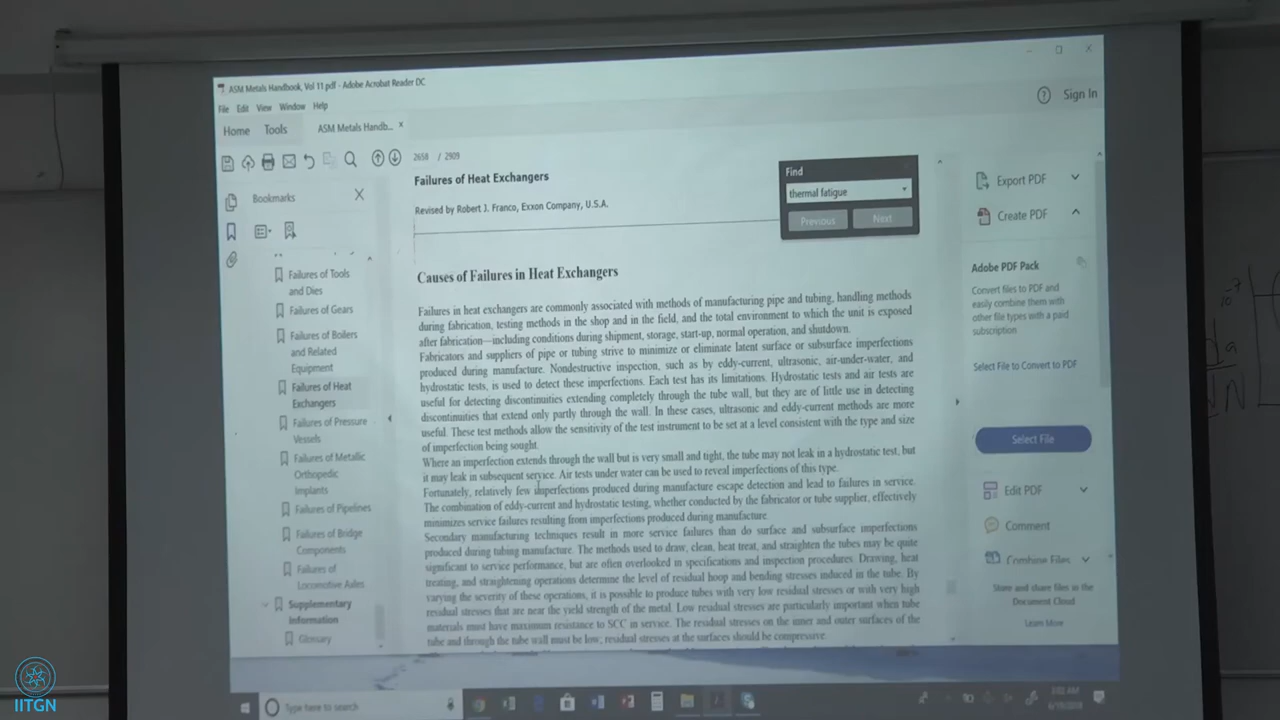 ASM Metals Handbook, Vol 11.pdf - Adobe Acrobat Reader DC
File Edit View Window Help
Home Tools ASM Metals Handb... ×
Sign In
2658 / 2909
Bookmarks
Failures of Tools
and Dies
Failures of Gears
Failures of Boilers
and Related
Equipment
Failures of Heat
Exchangers
Failures of Pressure
Vessels
Failures of Metallic
Orthopedic
Implants
Failures of Pipelines
Failures of Bridge
Components
Failures of
Locomotive Axles
Supplementary
Information
Glossary
Failures of Heat Exchangers
Revised by Robert J. Franco, Exxon Company, U.S.A.
Find
thermal fatigue
Previous Next
Causes of Failures in Heat Exchangers
Failures in heat exchangers are commonly associated with methods of manufacturing pipe and tubing, handling methods
during fabrication, testing methods in the shop and in the field, and the total environment to which the unit is exposed
after fabrication—including conditions during shipment, storage, start-up, normal operation, and shutdown.
Fabricators and suppliers of pipe or tubing strive to minimize or eliminate latent surface or subsurface imperfections
produced during manufacture. Nondestructive inspection, such as by eddy-current, ultrasonic, air-under-water, and
hydrostatic tests, is used to detect these imperfections. Each test has its limitations. Hydrostatic tests and air tests are
useful for detecting discontinuities extending completely through the tube wall, but they are of little use in detecting
discontinuities that extend only partly through the wall. In these cases, ultrasonic and eddy-current methods are more
useful. These test methods allow the sensitivity of the test instrument to be set at a level consistent with the type and size
of imperfection being sought.
Where an imperfection extends through the wall but is very small and tight, the tube may not leak in a hydrostatic test, but
it may leak in subsequent service. Air tests under water can be used to reveal imperfections of this type.
Fortunately, relatively few imperfections produced during manufacture escape detection and lead to failures in service.
The combination of eddy-current and hydrostatic testing, whether conducted by the fabricator or tube supplier, effectively
minimizes service failures resulting from imperfections produced during manufacture.
Secondary manufacturing techniques result in more service failures than do surface and subsurface imperfections
produced during tubing manufacture. The methods used to draw, clean, heat treat, and straighten the tubes may be quite
significant to service performance, but are often overlooked in specifications and inspection procedures. Drawing, heat
treating, and straightening operations determine the level of residual hoop and bending stresses induced in the tube. By
varying the severity of these operations, it is possible to produce tubes with very low residual stresses or with very high
residual stresses that are near the yield strength of the metal. Low residual stresses are particularly important when tube
materials must have maximum resistance to SCC in service. The residual stresses on the inner and outer surfaces of the
tube and through the tube wall must be low; residual stresses at the surfaces should be compressive.
Export PDF
Create PDF
Adobe PDF Pack
Convert files to PDF and
easily combine them with
other file types with a paid
subscription
Select File to Convert to PDF
Select File
Edit PDF
Comment
Combine Files
Store and share files in the
Document Cloud
Learn More
Type here to search
10-7
da
dN
IITGN